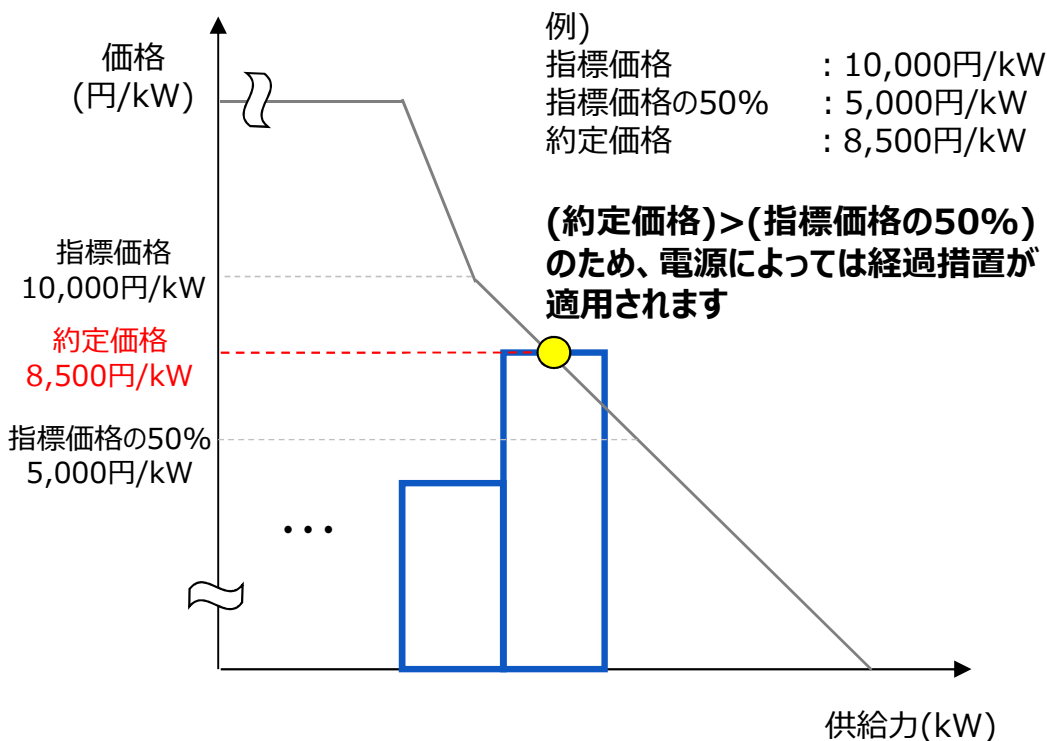 価格
(円/kW)
例)
指標価格 : 10,000円/kW
指標価格の50% : 5,000円/kW
約定価格 : 8,500円/kW
(約定価格)>(指標価格の50%)
のため、電源によっては経過措置が
適用されます
指標価格
10,000円/kW
約定価格
8,500円/kW
指標価格の50%
5,000円/kW
…
供給力(kW)